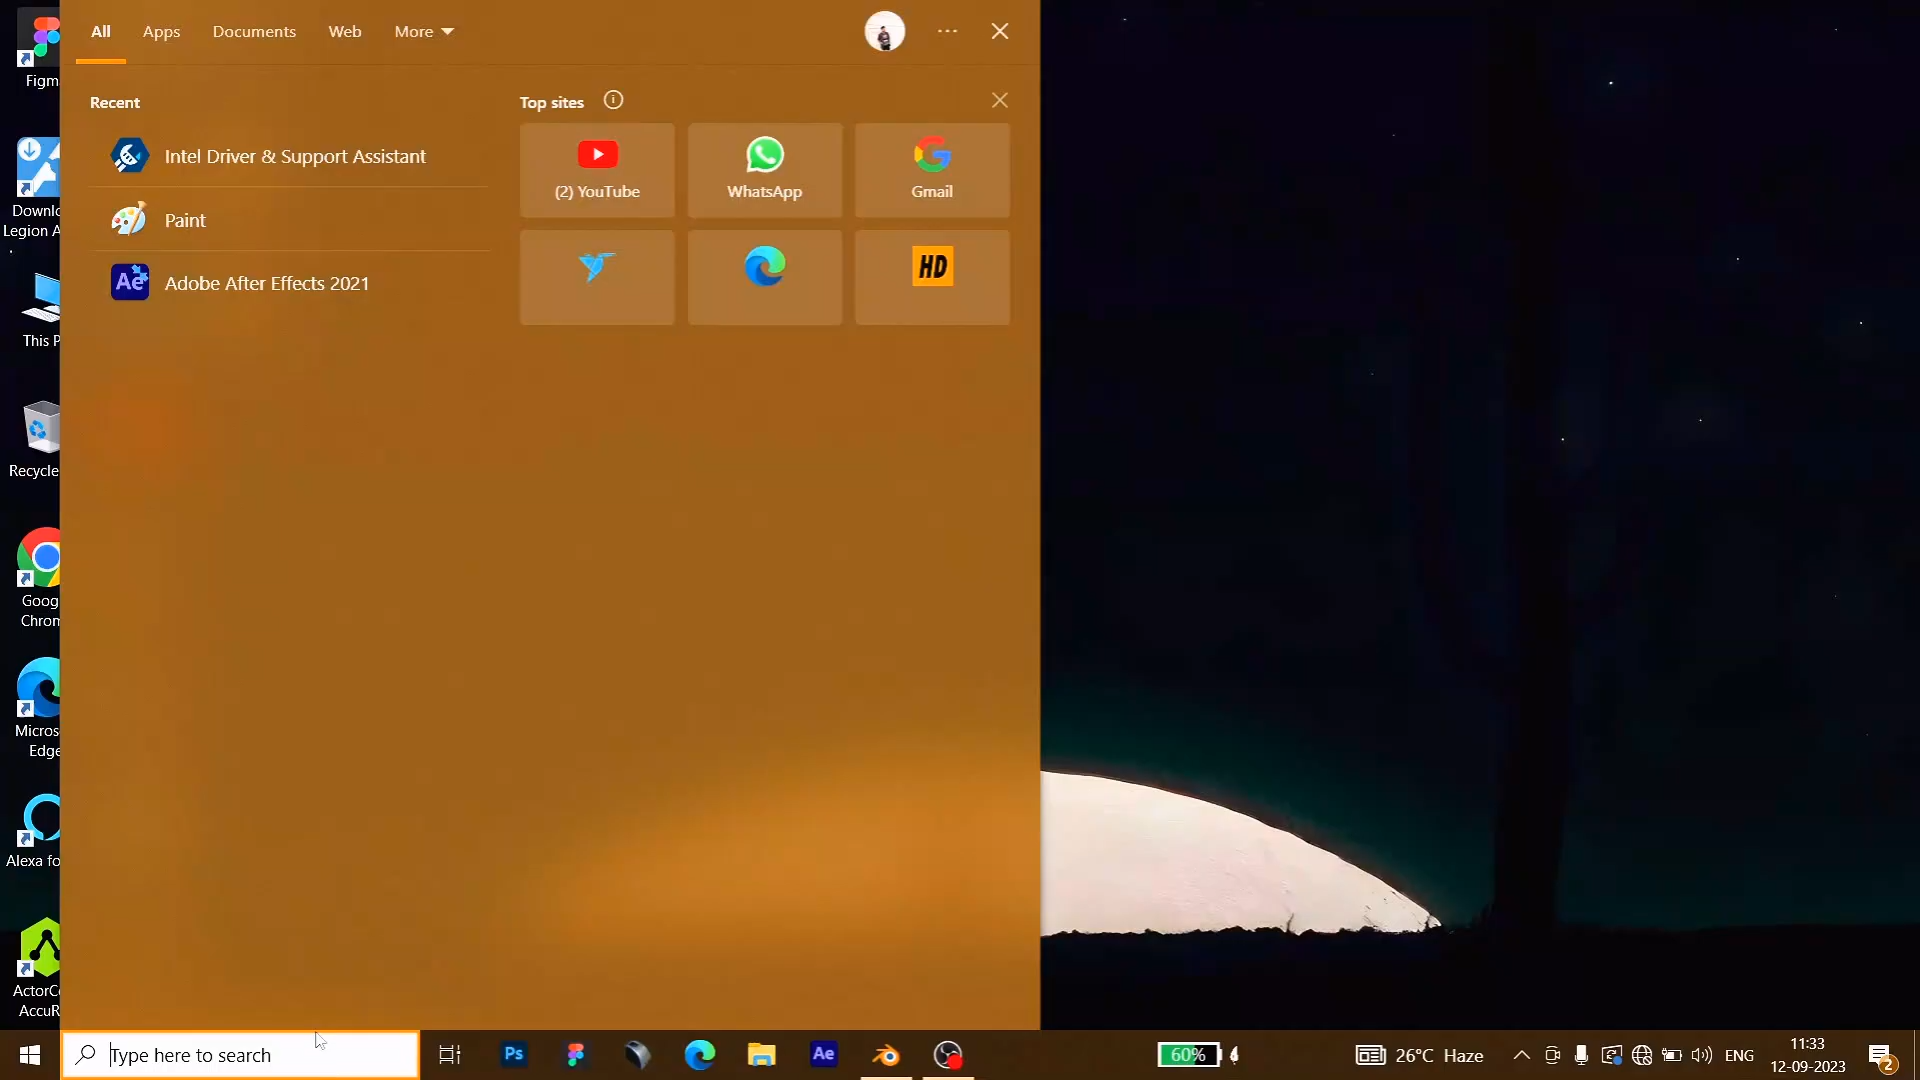 All Apps Documents Web More
Recent
Intel Driver & Support Assistant
Paint
Adobe After Effects 2021
Top sites
(2) YouTube
WhatsApp
Gmail
HD
Figm
Downlo
Legion A
This P
Recycle
Goog
Chrom
Micros
Edge
Alexa fo
ActorC
AccuR
Type here to search
Ps
Ae
60%
26°C Haze
ENG
11:33
12-09-2023
2